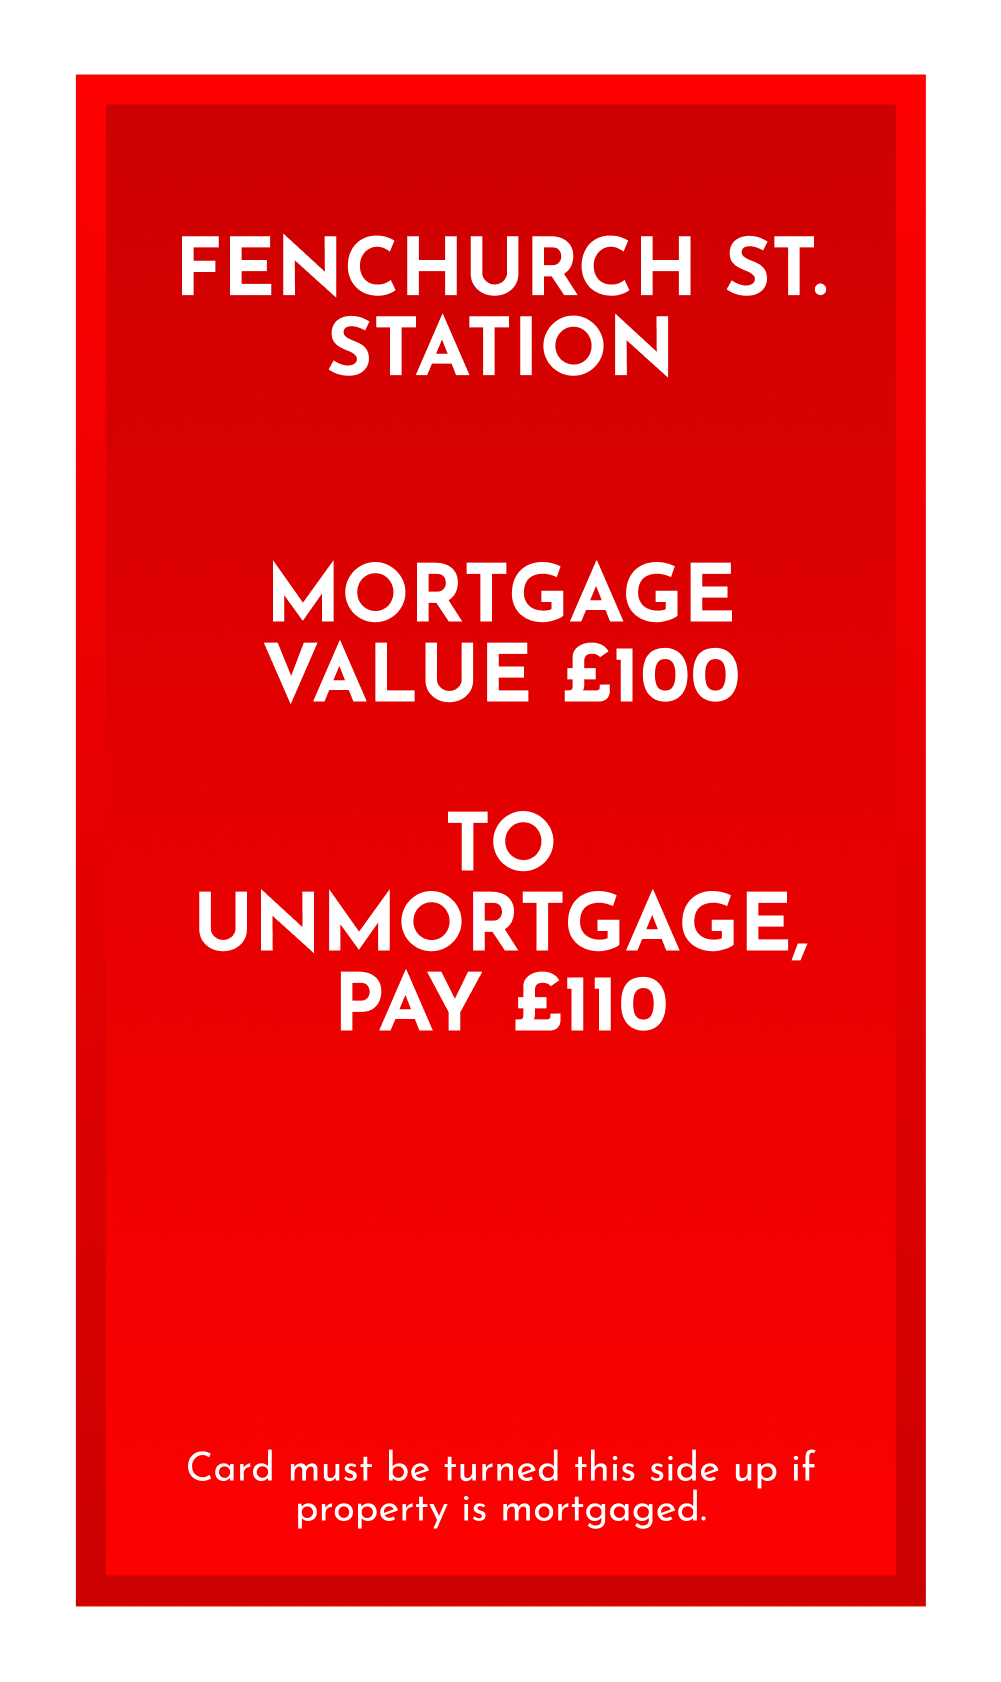 FENCHURCH ST.
STATION
MORTGAGE
VALUE £100
TO
UNMORTGAGE,
PAY £110
Card must be turned this side up if
property is mortgaged.